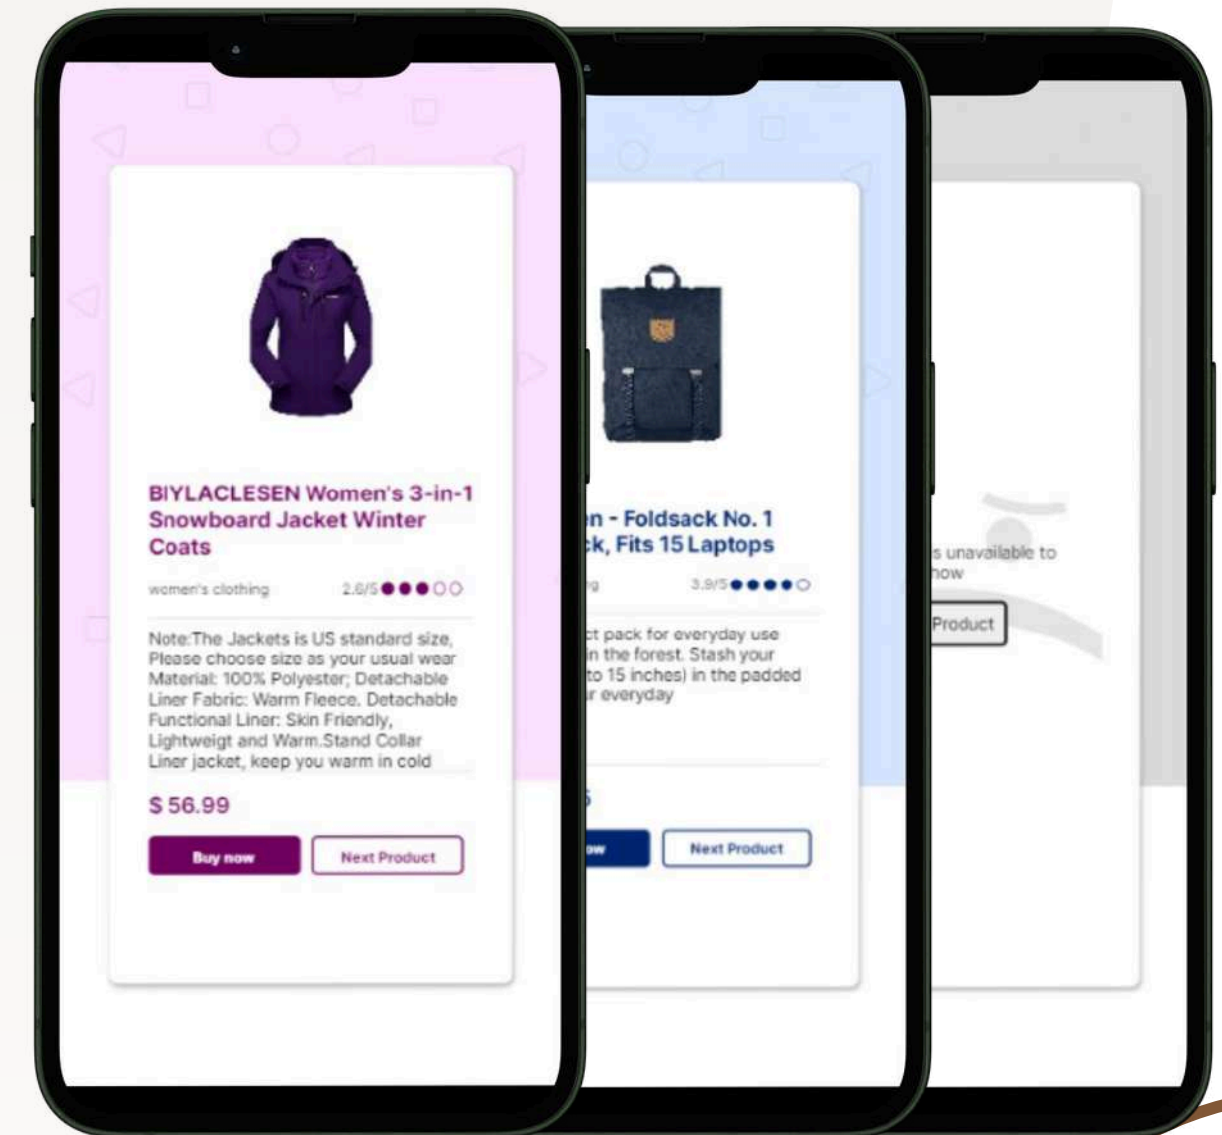 BIYLACLESEN Women's 3-in-1
Snowboard Jacket Winter
Coats
women's clothing 2.6/5
Note:The Jackets is US standard size,
Please choose size as your usual wear
Material: 100% Polyester; Detachable
Liner Fabric: Warm Fleece. Detachable
Functional Liner: Skin Friendly,
Lightweigt and Warm.Stand Collar
Liner jacket, keep you warm in cold
$ 56.99
Buy now Next Product
n - Foldsack No. 1
ck, Fits 15 Laptops
3.9/5
ct pack for everyday use
in the forest. Stash your
to 15 inches) in the padded
r everyday
Next Product
s unavailable to
Product